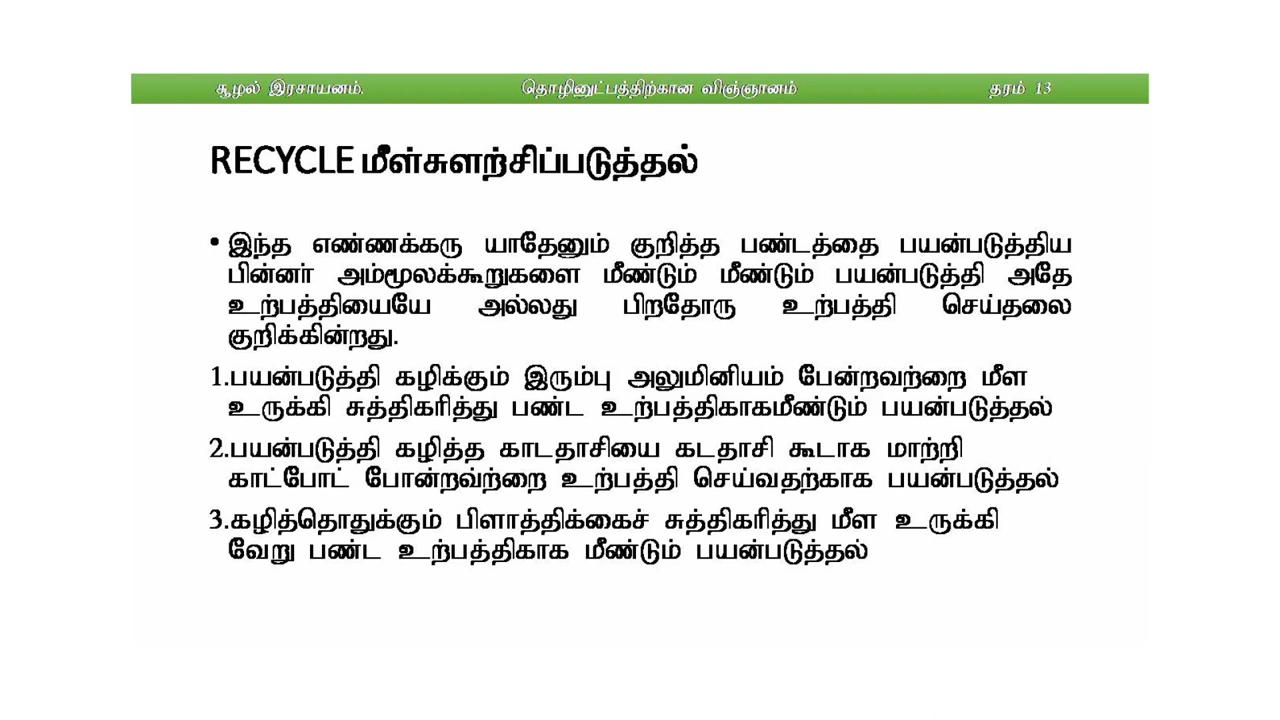 சூழல் இரசாயனம். தொழினுட்பத்திற்கான விஞ்ஞானம் தரம் 13
RECYCLE மீள்சுளற்சிப்படுத்தல்
• இந்த எண்ணக்கரு யாதேனும் குறித்த பண்டத்தை பயன்படுத்திய
பின்னர் அம்மூலக்கூறுகளை மீண்டும் மீண்டும் பயன்படுத்தி அதே
உற்பத்தியையே அல்லது பிறதோரு உற்பத்தி செய்தலை
குறிக்கின்றது.
1.பயன்படுத்தி கழிக்கும் இரும்பு அலுமினியம் பேன்றவற்றை மீள
உருக்கி சுத்திகரித்து பண்ட உற்பத்திகாகமீண்டும் பயன்படுத்தல்
2.பயன்படுத்தி கழித்த காடதாசியை கடதாசி கூடாக மாற்றி
காட்போட் போன்றவ்ற்றை உற்பத்தி செய்வதற்காக பயன்படுத்தல்
3.கழித்தொதுக்கும் பிளாத்திக்கைச் சுத்திகரித்து மீள உருக்கி
வேறு பண்ட உற்பத்திகாக மீண்டும் பயன்படுத்தல்